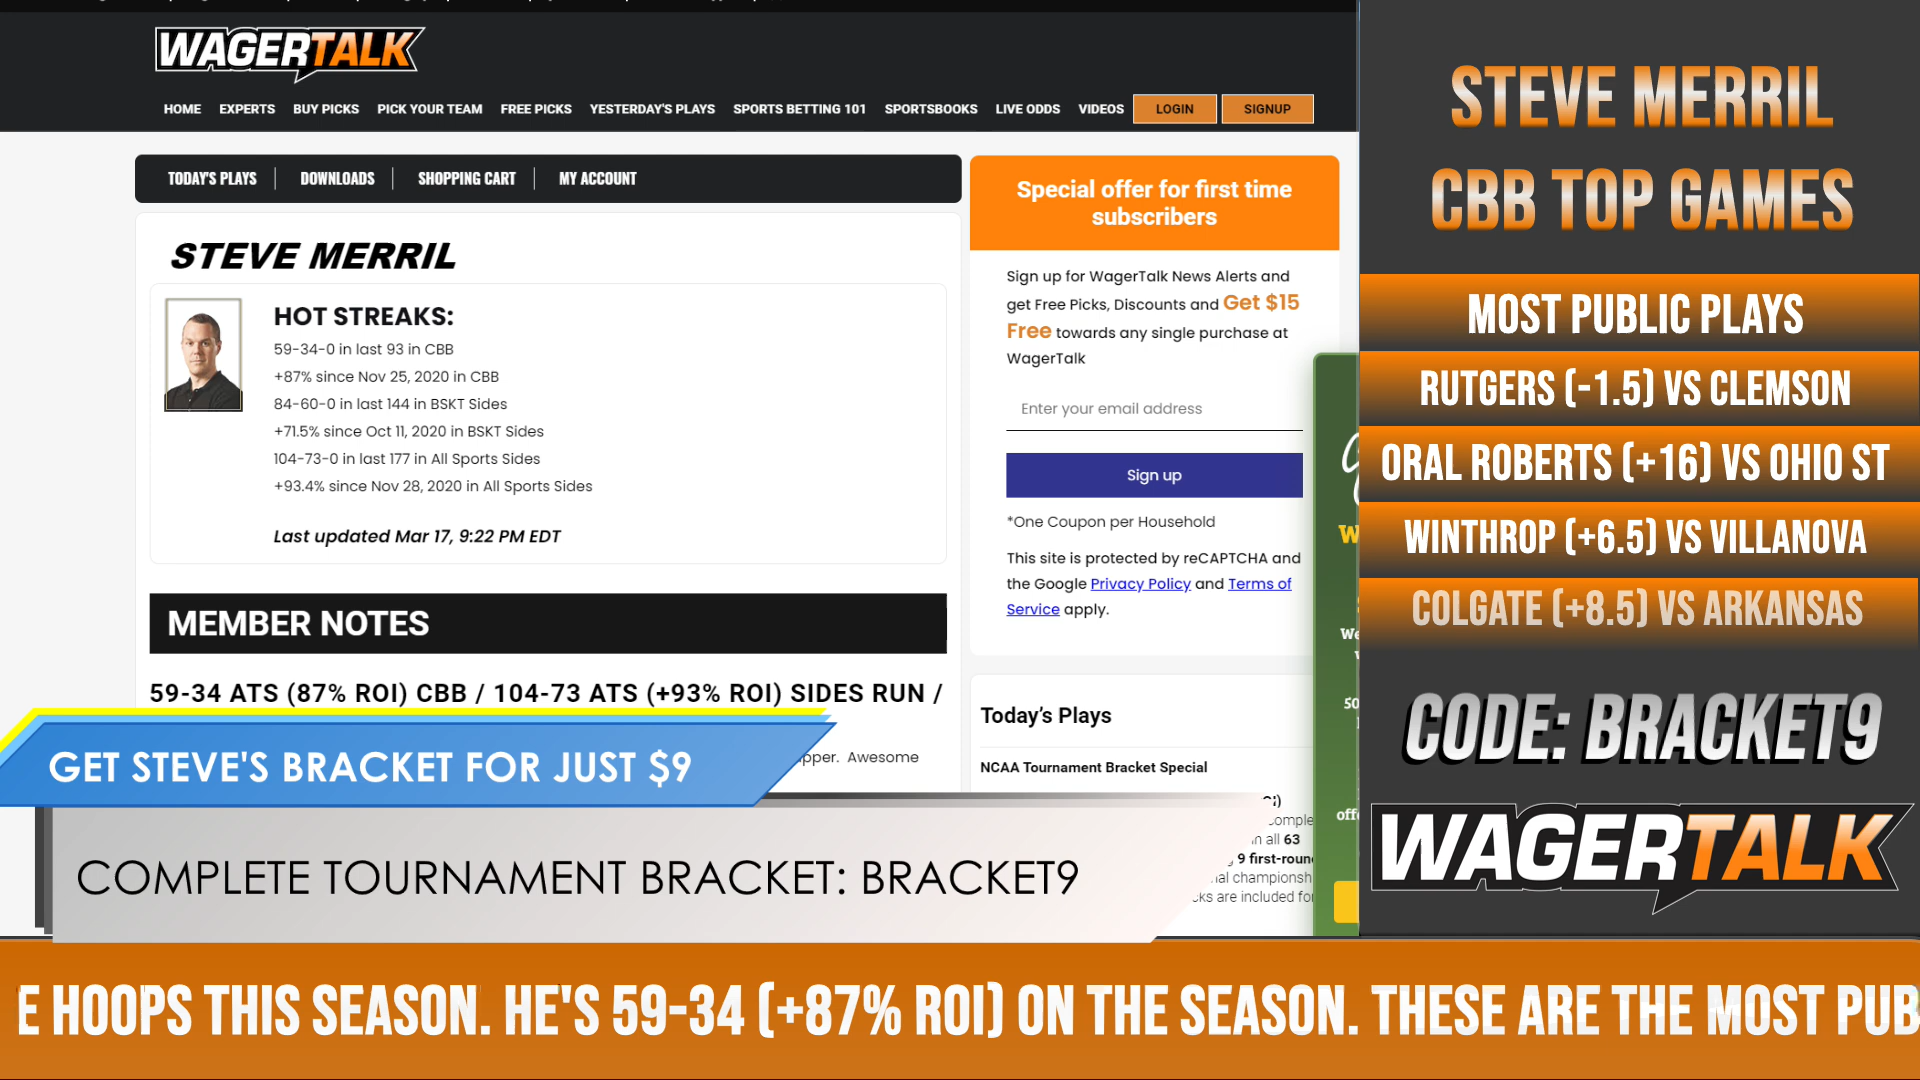 WAGERTALK
HOME EXPERTS BUY PICKS PICK YOUR TEAM FREE PICKS YESTERDAY'S PLAYS SPORTS BETTING 101 SPORTSBOOKS LIVE ODDS VIDEOS LOGIN SIGNUP
TODAY'S PLAYS DOWNLOADS SHOPPING CART MY ACCOUNT
STEVE MERRIL
HOT STREAKS:
59-34-0 in last 93 in CBB
+87% since Nov 25, 2020 in CBB
84-60-0 in last 144 in BSKT Sides
+71.5% since Oct 11, 2020 in BSKT Sides
104-73-0 in last 177 in All Sports Sides
+93.4% since Nov 28, 2020 in All Sports Sides
Last updated Mar 17, 9:22 PM EDT
MEMBER NOTES
59-34 ATS (87% ROI) CBB / 104-73 ATS (+93% ROI) SIDES RUN /
Awesome
Special offer for first time
subscribers
Sign up for WagerTalk News Alerts and
get Free Picks, Discounts and Get $15
Free towards any single purchase at
WagerTalk
Enter your email address
Sign up
*One Coupon per Household
This site is protected by reCAPTCHA and
the Google Privacy Policy and Terms of
Service apply.
Today's Plays
NCAA Tournament Bracket Special
all 63
9 first-roun
are included for
STEVE MERRIL
CBB TOP GAMES
MOST PUBLIC PLAYS
RUTGERS (-1.5) VS CLEMSON
ORAL ROBERTS (+16) VS OHIO ST
WINTHROP (+6.5) VS VILLANOVA
COLGATE (+8.5) VS ARKANSAS
CODE: BRACKET9
WAGERTALK
GET STEVE'S BRACKET FOR JUST $9
COMPLETE TOURNAMENT BRACKET: BRACKET9
E HOOPS THIS SEASON. HE'S 59-34 (+87% ROI) ON THE SEASON. THESE ARE THE MOST PUB